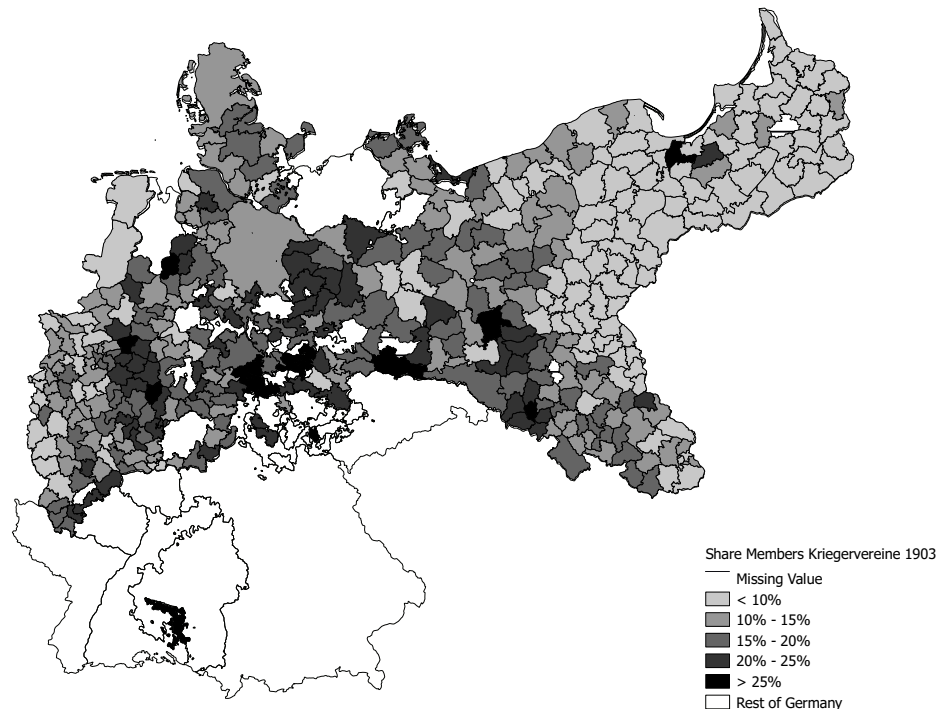 Share Members Kriegervereine 1903
Missing Value
< 10%
10% - 15%
15% - 20%
20% - 25%
> 25%
Rest of Germany